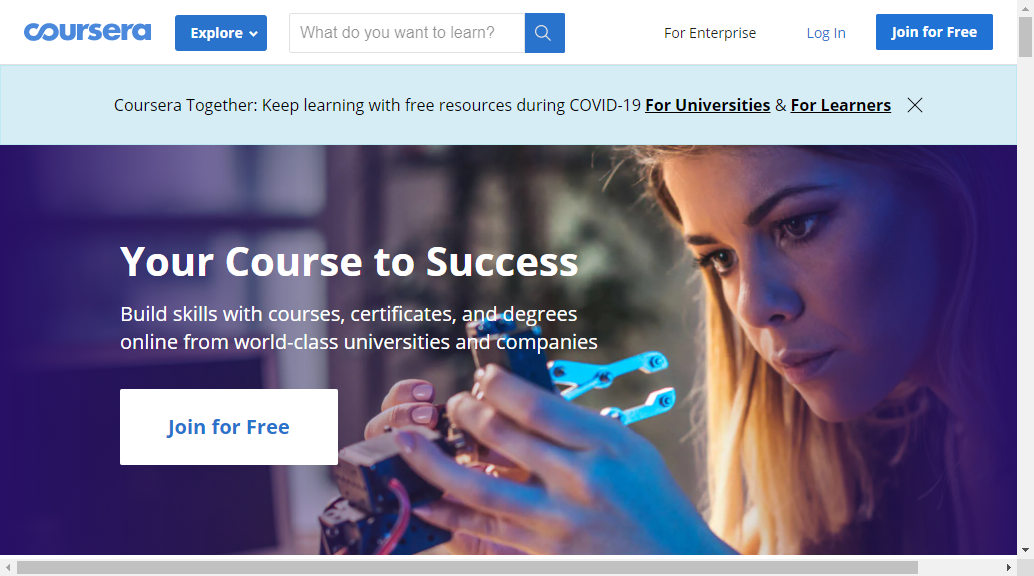 coursera
Explore
What do you want to learn?
For Enterprise
Log In
Join for Free
Coursera Together: Keep learning with free resources during COVID-19 For Universities & For Learners
Your Course to Success
Build skills with courses, certificates, and degrees
online from world-class universities and companies
Join for Free